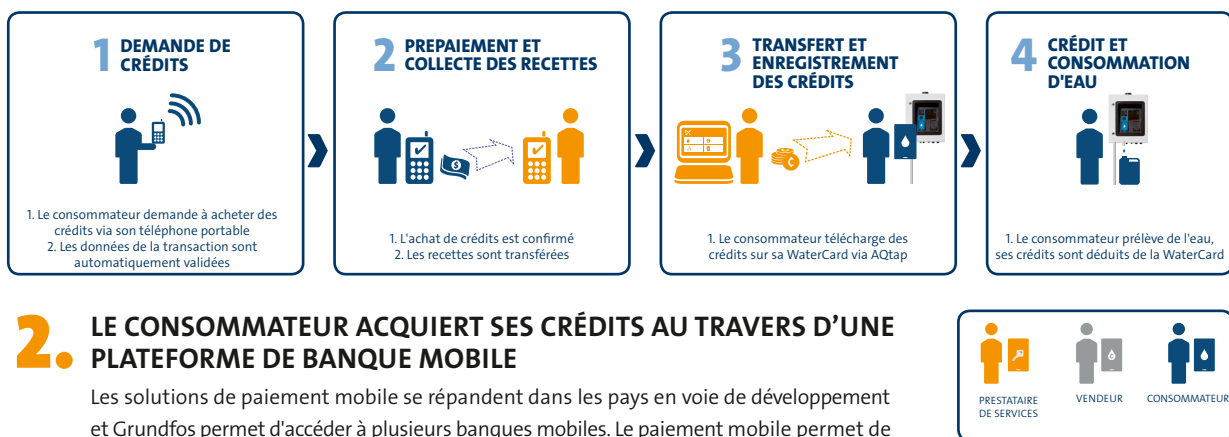 1 DEMANDE DE
CRÉDITS
1. Le consommateur demande à acheter des
crédits via son téléphone portable
2. Les données de la transaction sont
automatiquement validées
2 PREPAIEMENT ET
COLLECTE DES RECETTES
1. L'achat de crédits est confirmé
2. Les recettes sont transférées
3 TRANSFERT ET
ENREGISTREMENT
DES CRÉDITS
1. Le consommateur télécharge des
crédits sur sa WaterCard via AQtap
4 CRÉDIT ET
CONSOMMATION
D'EAU
1. Le consommateur prélève de l'eau,
ses crédits sont déduits de la WaterCard
2. LE CONSOMMATEUR ACQUIERT SES CRÉDITS AU TRAVERS D’UNE
PLATEFORME DE BANQUE MOBILE
Les solutions de paiement mobile se répandent dans les pays en voie de développement
et Grundfos permet d'accéder à plusieurs banques mobiles. Le paiement mobile permet de
PRESTATAIRE
DE SERVICES
VENDEUR
CONSOMMATEUR